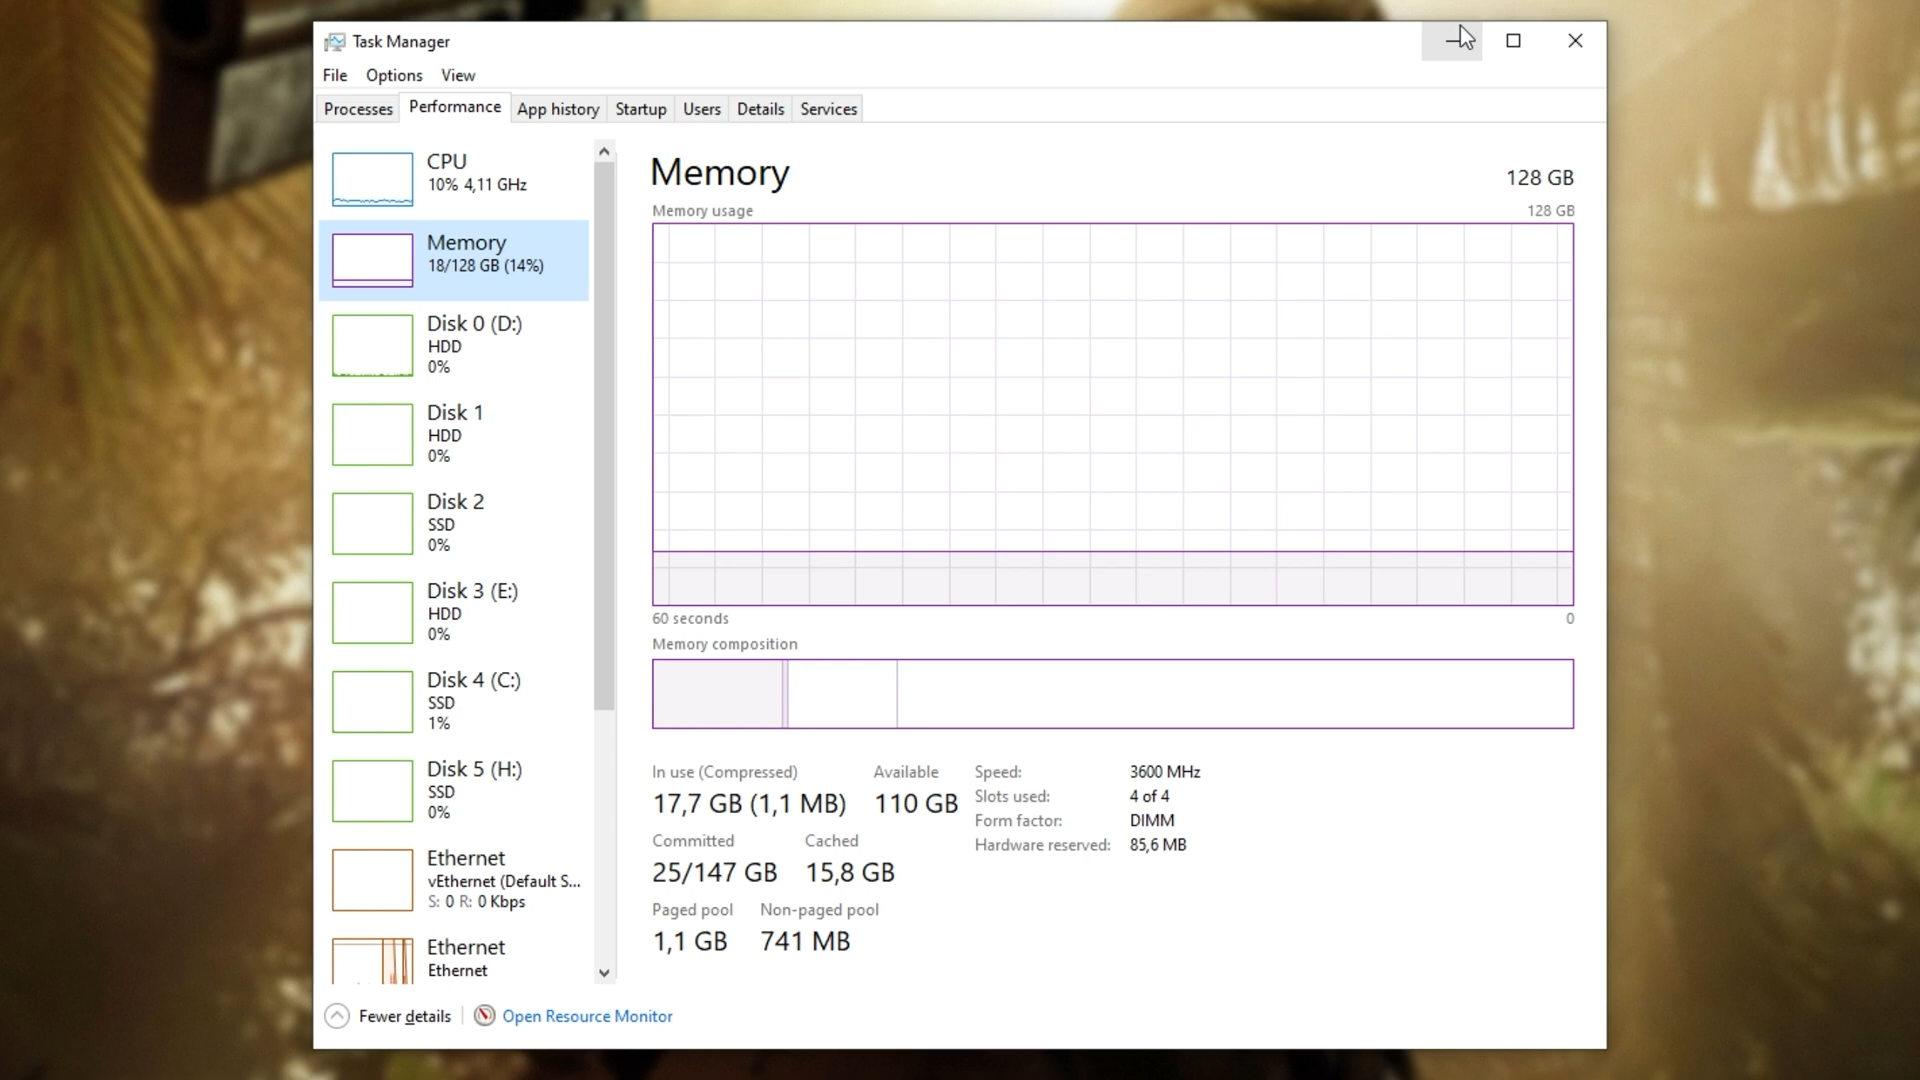 Task Manager
File Options View
Processes Performance App history Startup Users Details Services
CPU
10% 4,11 GHz
Memory
18/128 GB (14%)
Disk 0 (D:)
HDD
0%
Disk 1
HDD
0%
Disk 2
SSD
0%
Disk 3 (E:)
HDD
0%
Disk 4 (C:)
SSD
1%
Disk 5 (H:)
SSD
0%
Ethernet
vEthernet (Default S...
S: 0 R: 0 Kbps
Ethernet
Ethernet
Memory 128 GB
Memory usage 128 GB
60 seconds 0
Memory composition
In use (Compressed) Available
17,7 GB (1,1 MB) 110 GB
Committed Cached
25/147 GB 15,8 GB
Paged pool Non-paged pool
1,1 GB 741 MB
Speed: 3600 MHz
Slots used: 4 of 4
Form factor: DIMM
Hardware reserved: 85,6 MB
Fewer details Open Resource Monitor